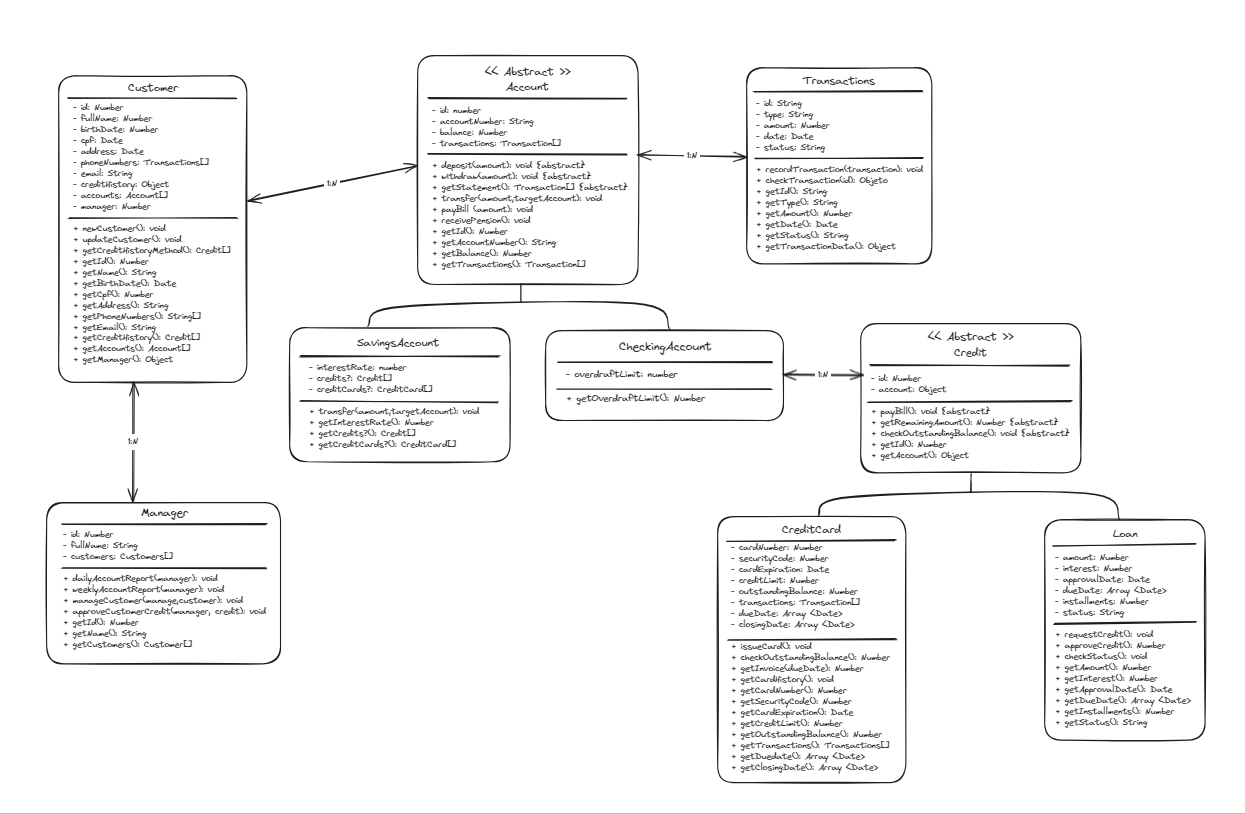 Customer
- id: Number
- fullName: Number
- birthDate: Number
- cpf: Date
- address: Date
- phoneNumbers: Transactions[]
- email: String
- creditHistory: Object
- accounts: Account[]
- manager: Number
+ newCustomer(): void
+ updateCustomer(): void
+ getCreditHistoryMethod(): Credit[]
+ getId(): Number
+ getName(): String
+ getBirthDate(): Date
+ getCpf(): Number
+ getAddress(): String
+ getPhoneNumbers(): String[]
+ getEmail(): String
+ getCreditHistory(): Credit[]
+ getAccounts(): Account[]
+ getManager(): Object
1:N
<< Abstract >>
Account
- id: number
- accountNumber: String
- balance: Number
- transactions: Transaction[]
+ deposit(amount): void {abstract}
+ withdraw(amount): void {abstract}
+ getStatement(): Transaction[] {abstract}
+ transfer(amount,targetAccount): void
+ payBill (amount): void
+ receivePension(): void
+ getId(): Number
+ getAccountNumber(): String
+ getBalance(): Number
+ getTransactions(): Transaction[]
1:N
Transactions
- id: String
- type: String
- amount: Number
- date: Date
- status: String
+ recordTransaction(transaction): void
+ checkTransaction(id): Objeto
+ getId(): String
+ getType(): String
+ getAmount(): Number
+ getDate(): Date
+ getStatus(): String
+ getTransactionData(): Object
SavingsAccount
- interestRate: number
- credits?: Credit[]
- creditCards?: CreditCard[]
+ transfer(amount,targetAccount): void
+ getInterestRate(): Number
+ getCredits?(): Credit[]
+ getCreditCards?(): CreditCard[]
CheckingAccount
- overdraftLimit: number
+ getOverdraftLimit(): Number
1:N
<< Abstract >>
Credit
- id: Number
- account: Object
+ payBill(): void {abstract}
+ getRemainingAmount(): Number {abstract}
+ checkOutstandingBalance(): void {abstract}
+ getId(): Number
+ getAccount(): Object
1:N
Manager
- id: Number
- fullName: String
- customers: Customers[]
+ dailyAccountReport(manager): void
+ weeklyAccountReport(manager): void
+ manageCustomer(manage,customer): void
+ approveCustomerCredit(manager, credit): void
+ getId(): Number
+ getName(): String
+ getCustomers(): Customer[]
CreditCard
- cardNumber: Number
- securityCode: Number
- cardExpiration: Date
- creditLimit: Number
- outstandingBalance: Number
- transactions: Transaction[]
- dueDate: Array <Date>
- closingDate: Array <Date>
+ issueCard(): void
+ checkOutstandingBalance(): Number
+ getInvoice(dueDate): Number
+ getCardHistory(): void
+ getCardNumber(): Number
+ getSecurityCode(): Number
+ getCardExpiration(): Date
+ getCreditLimit(): Number
+ getOutstandingBalance(): Number
+ getTransactions(): Transactions[]
+ getDuedate(): Array <Date>
+ getClosingDate(): Array <Date>
Loan
- amount: Number
- interest: Number
- approvalDate: Date
- dueDate: Array <Date>
- installments: Number
- status: String
+ requestCredit(): void
+ approveCredit(): Number
+ checkStatus(): void
+ getAmount(): Number
+ getInterest(): Number
+ getApprovalDate(): Date
+ getDueDate(): Array <Date>
+ getInstallments(): Number
+ getStatus(): String